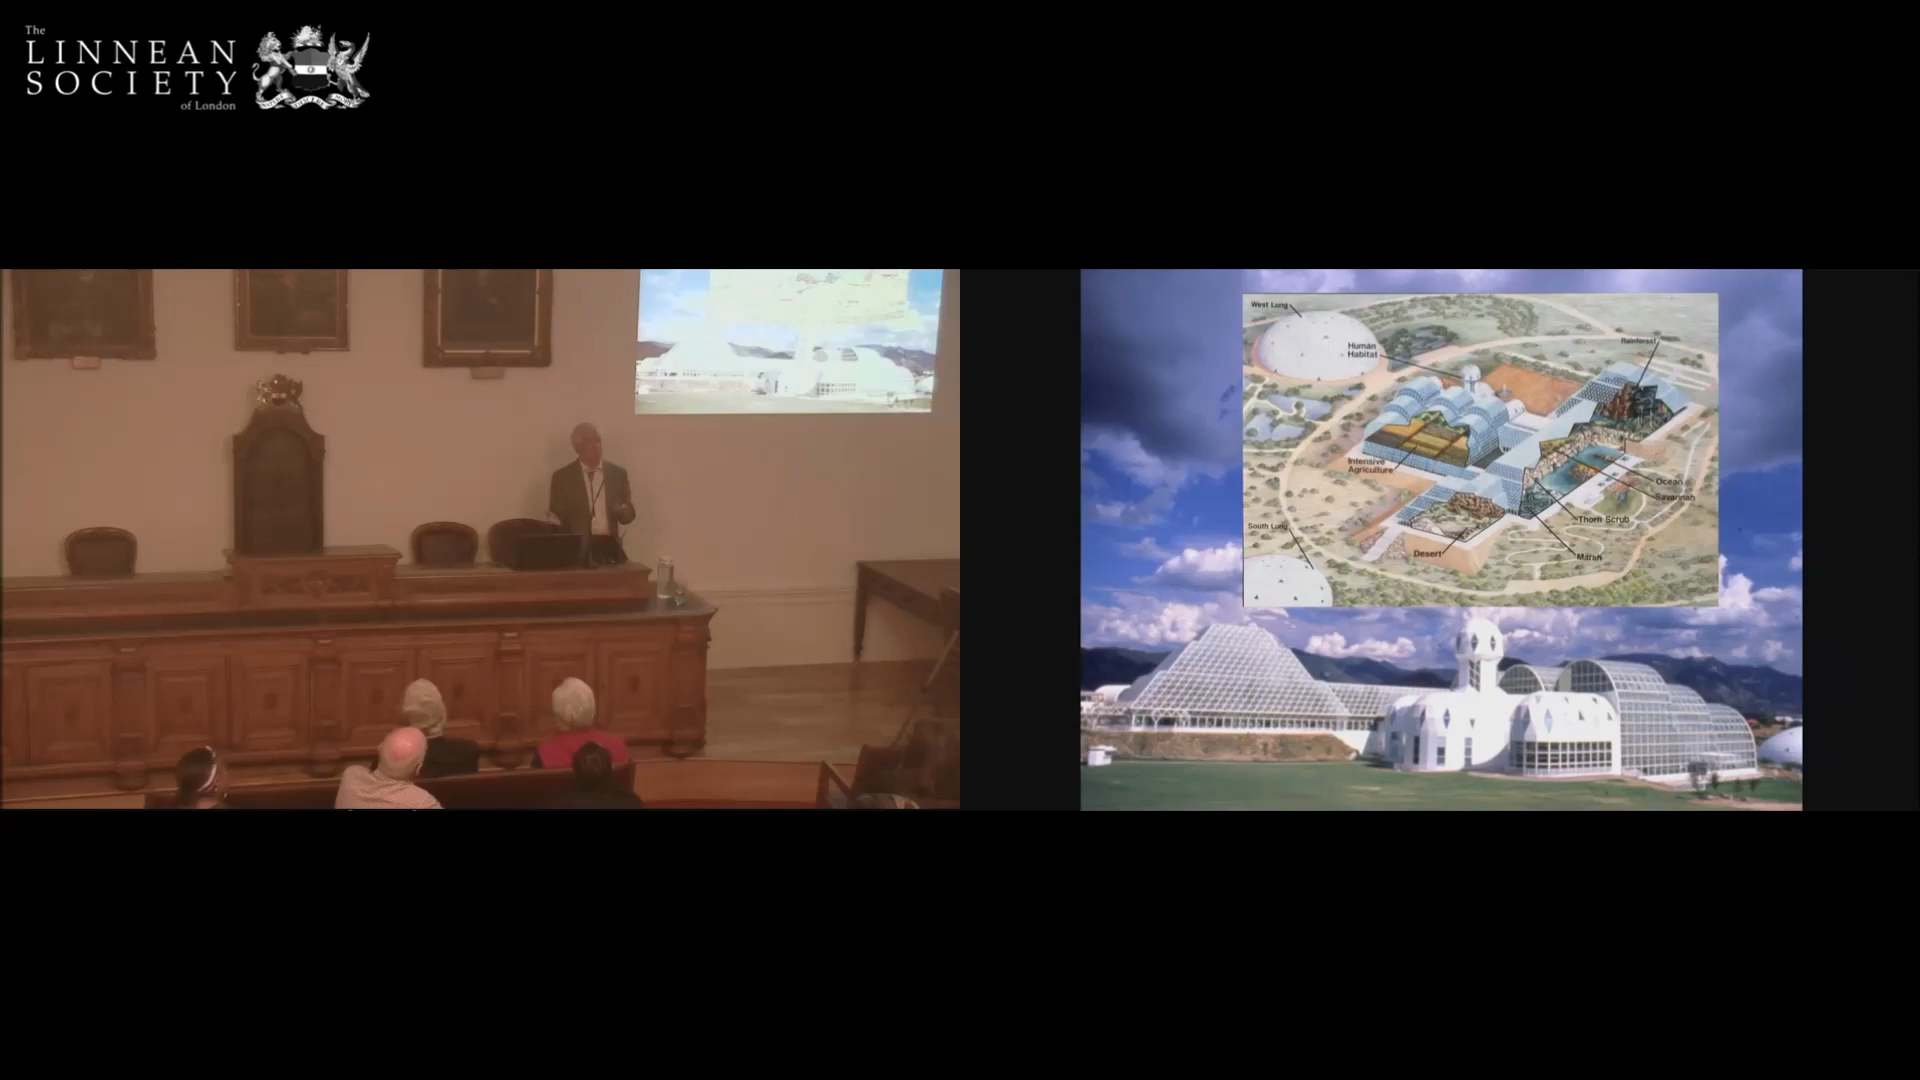 The
LINNEAN
SOCIETY
of London
West Lung
Human
Habitat
Rainforest
Intensive
Agriculture
Ocean
Savannah
Thorn Scrub
South Lung
Desert
Marsh